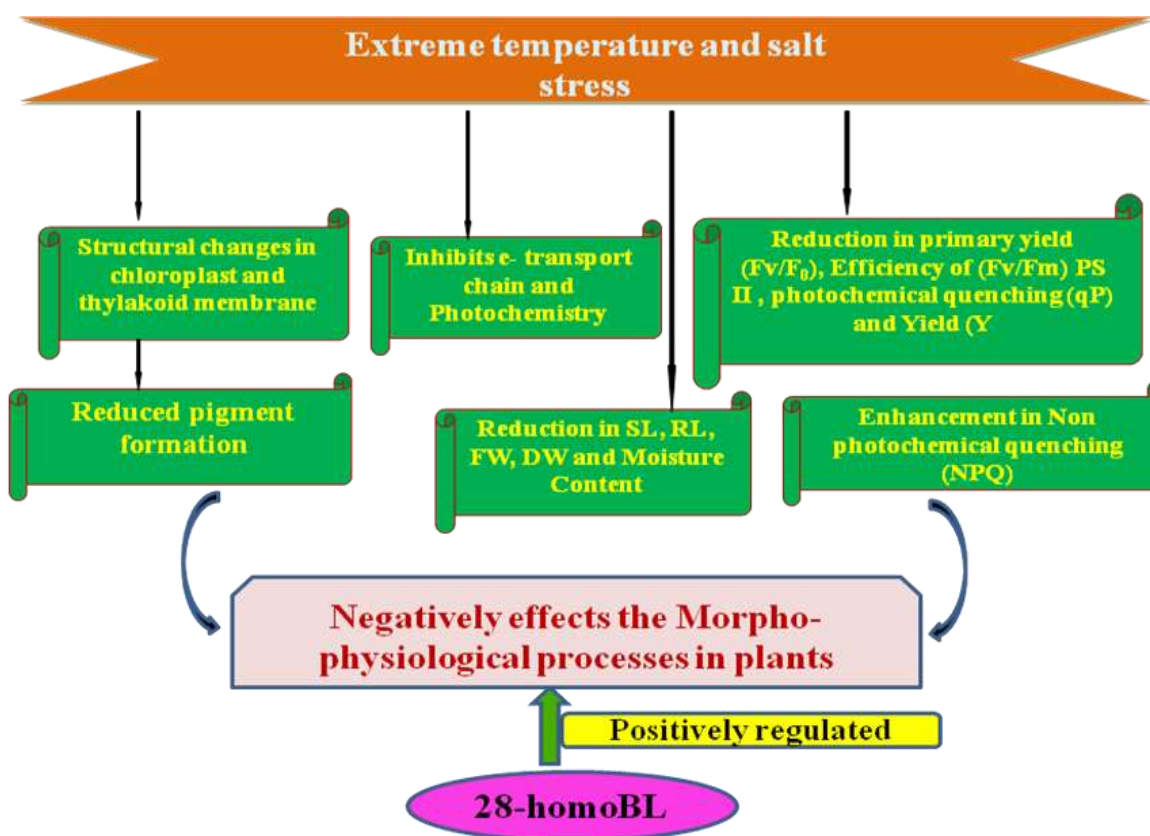 Extreme temperature and salt
stress
Structural changes in
chloroplast and
thylakoid membrane
Inhibits e- transport
chain and
Photochemistry
Reduction in primary yield
(Fv/F₀), Efficiency of (Fv/Fm) PS
II , photochemical quenching (qP)
and Yield (Y
Reduced pigment
formation
Reduction in SL, RL,
FW, DW and Moisture
Content
Enhancement in Non
photochemical quenching
(NPQ)
Negatively effects the Morpho-
physiological processes in plants
Positively regulated
28-homoBL